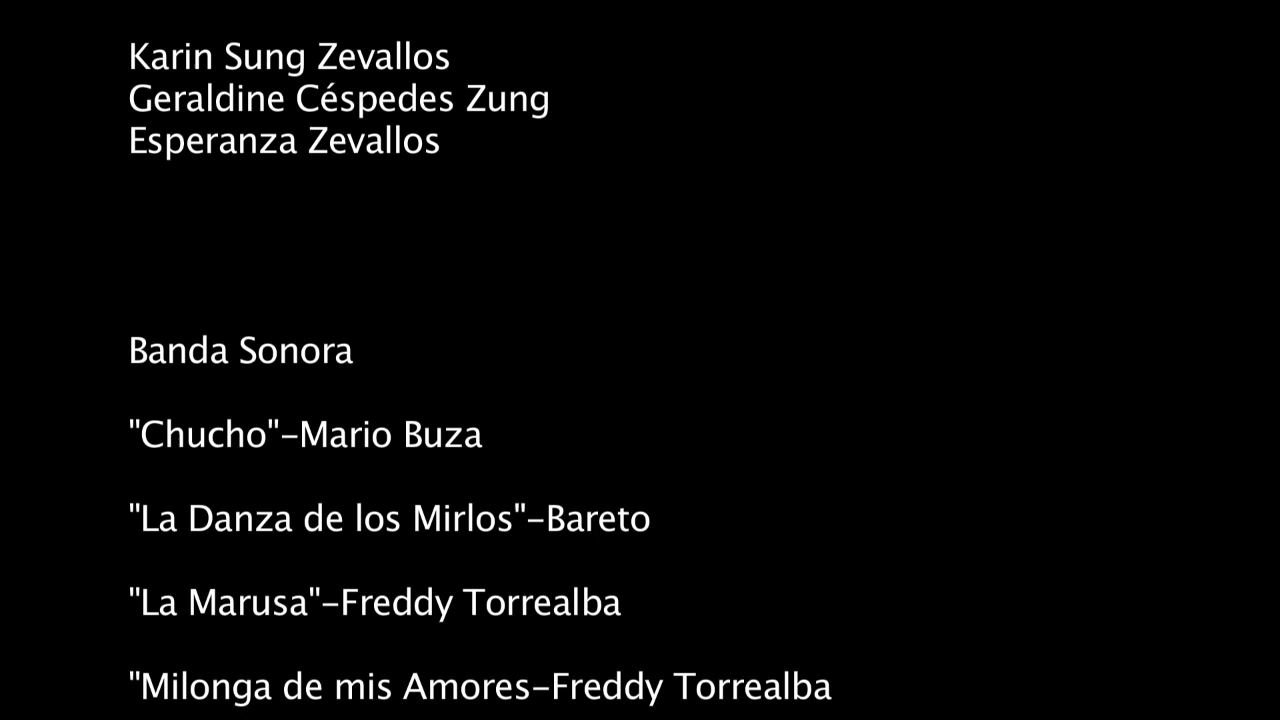 Karin Sung Zevallos
Geraldine Céspedes Zung
Esperanza Zevallos
Banda Sonora
"Chucho"-Mario Buza
"La Danza de los Mirlos"-Bareto
"La Marusa"-Freddy Torrealba
"Milonga de mis Amores-Freddy Torrealba